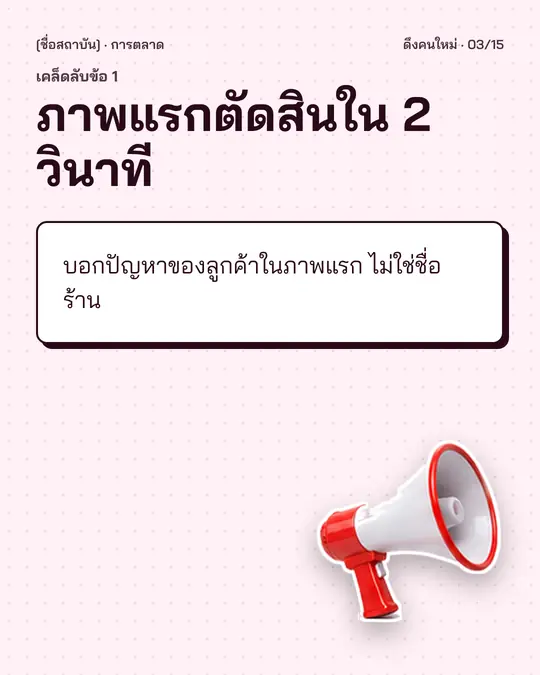 [ชื่อสถาบัน] · การตลาด
ดึงคนใหม่ · 03/15
เคล็ดลับข้อ 1
ภาพแรกตัดสินใน 2
วินาที
บอกปัญหาของลูกค้าในภาพแรก ไม่ใช่ชื่อ
ร้าน